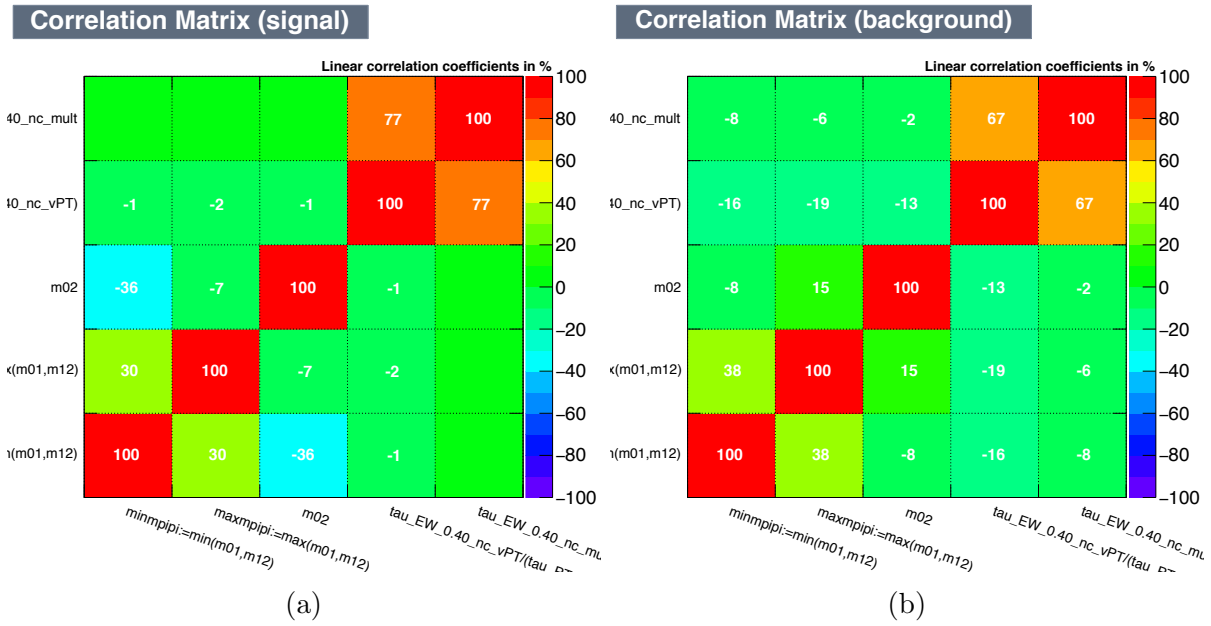 Correlation Matrix (signal)
Linear correlation coefficients in %
40_nc_mult
77 100
40_nc_vPT)
-1 -2 -1 100 77
m02
-36 -7 100 -1
x(m01,m12)
30 100 -7 -2
n(m01,m12)
100 30 -36 -1
100
80
60
40
20
0
−20
−40
−60
−80
−100
minmpipi:=min(m01,m12)
maxmpipi:=max(m01,m12)
m02
tau_EW_0.40_nc_vPT/(tau_PT
tau_EW_0.40_nc_mu
(a)
Correlation Matrix (background)
Linear correlation coefficients in %
40_nc_mult
-8 -6 -2 67 100
40_nc_vPT)
-16 -19 -13 100 67
m02
-8 15 100 -13 -2
x(m01,m12)
38 100 15 -19 -6
n(m01,m12)
100 38 -8 -16 -8
100
80
60
40
20
0
−20
−40
−60
−80
−100
minmpipi:=min(m01,m12)
maxmpipi:=max(m01,m12)
m02
tau_EW_0.40_nc_vPT/(tau_PT
tau_EW_0.40_nc_mu
(b)